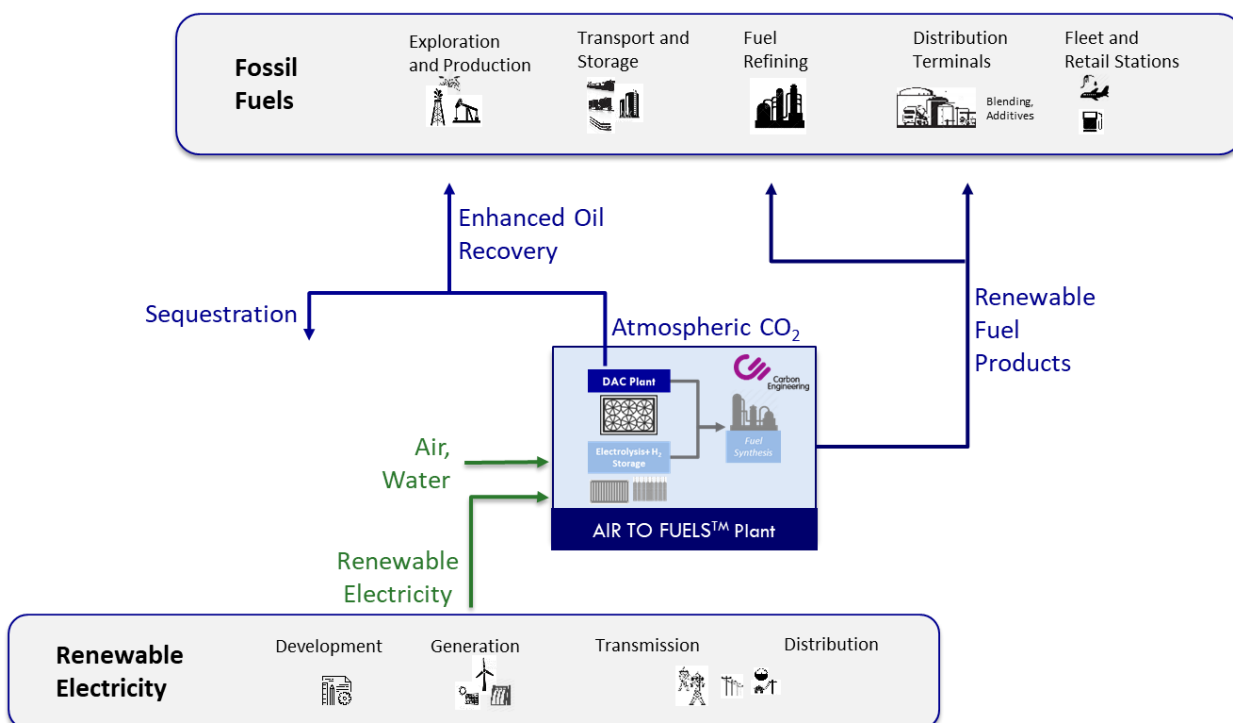 Fossil
Fuels
Exploration
and Production
Transport and
Storage
Fuel
Refining
Distribution
Terminals
Blending,
Additives
Fleet and
Retail Stations
Enhanced Oil
Recovery
Sequestration
Atmospheric CO₂
Renewable
Fuel
Products
DAC Plant
Carbon
Engineering
Electrolysis+ H₂
Storage
Fuel
Synthesis
AIR TO FUELS™ Plant
Air,
Water
Renewable
Electricity
Renewable
Electricity
Development
Generation
Transmission
Distribution